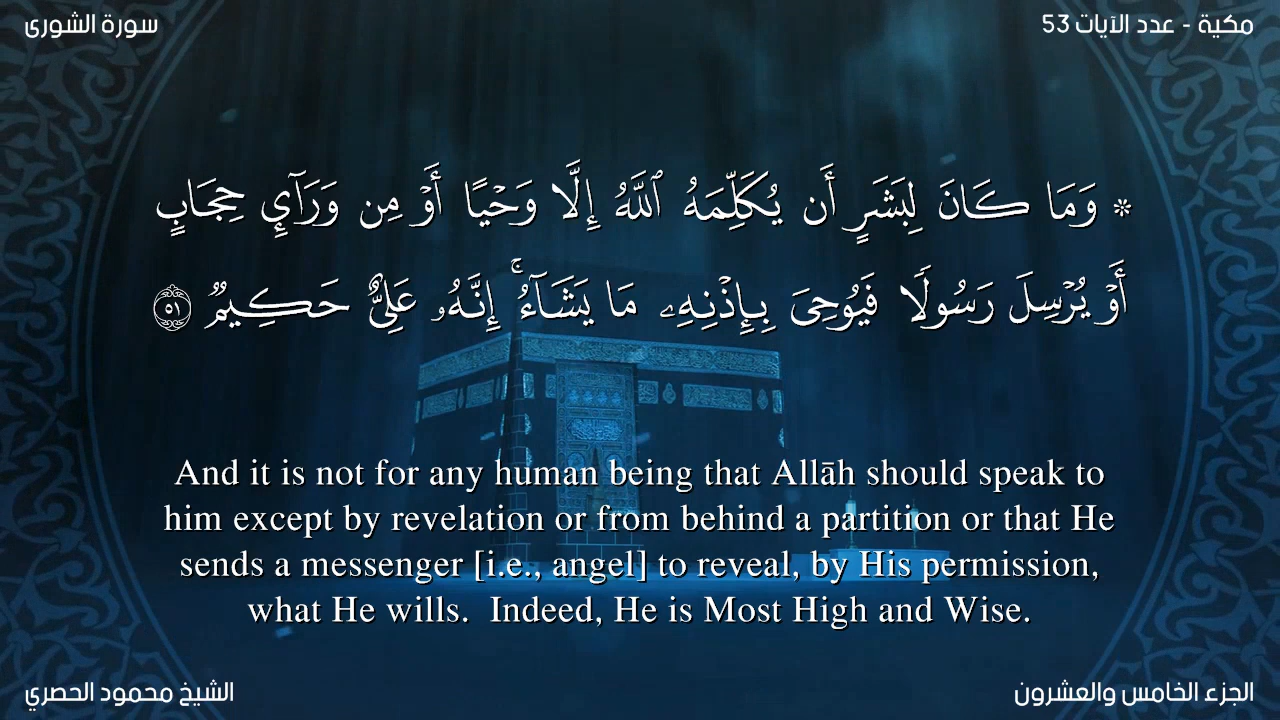 سورة الشورى
مكية - عدد الآيات 53
۞ وَمَا كَانَ لِبَشَرٍ أَن يُكَلِّمَهُ ٱللَّهُ إِلَّا وَحْيًا أَوْ مِن وَرَآئِ حِجَابٍ
أَوْ يُرْسِلَ رَسُولًا فَيُوحِىَ بِإِذْنِهِۦ مَا يَشَآءُ ۚ إِنَّهُۥ عَلِىٌّ حَكِيمٌ ٥١
And it is not for any human being that Allāh should speak to
him except by revelation or from behind a partition or that He
sends a messenger [i.e., angel] to reveal, by His permission,
what He wills.  Indeed, He is Most High and Wise.
الشيخ محمود الحصري
الجزء الخامس والعشرون